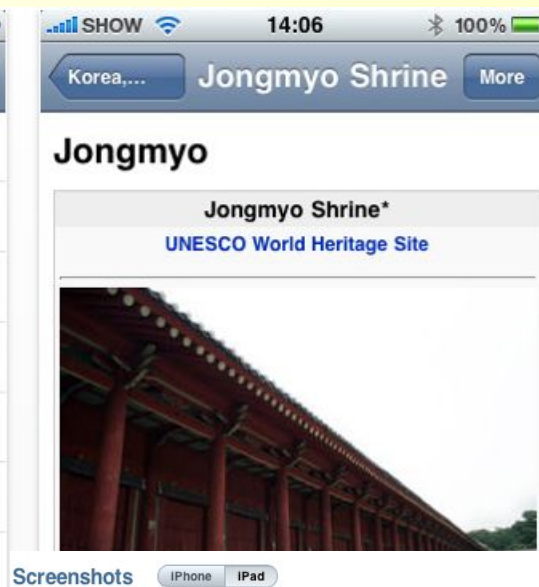 SHOW 14:06 100%
Korea,... Jongmyo Shrine More
Jongmyo
Jongmyo Shrine*
UNESCO World Heritage Site
Screenshots iPhone iPad